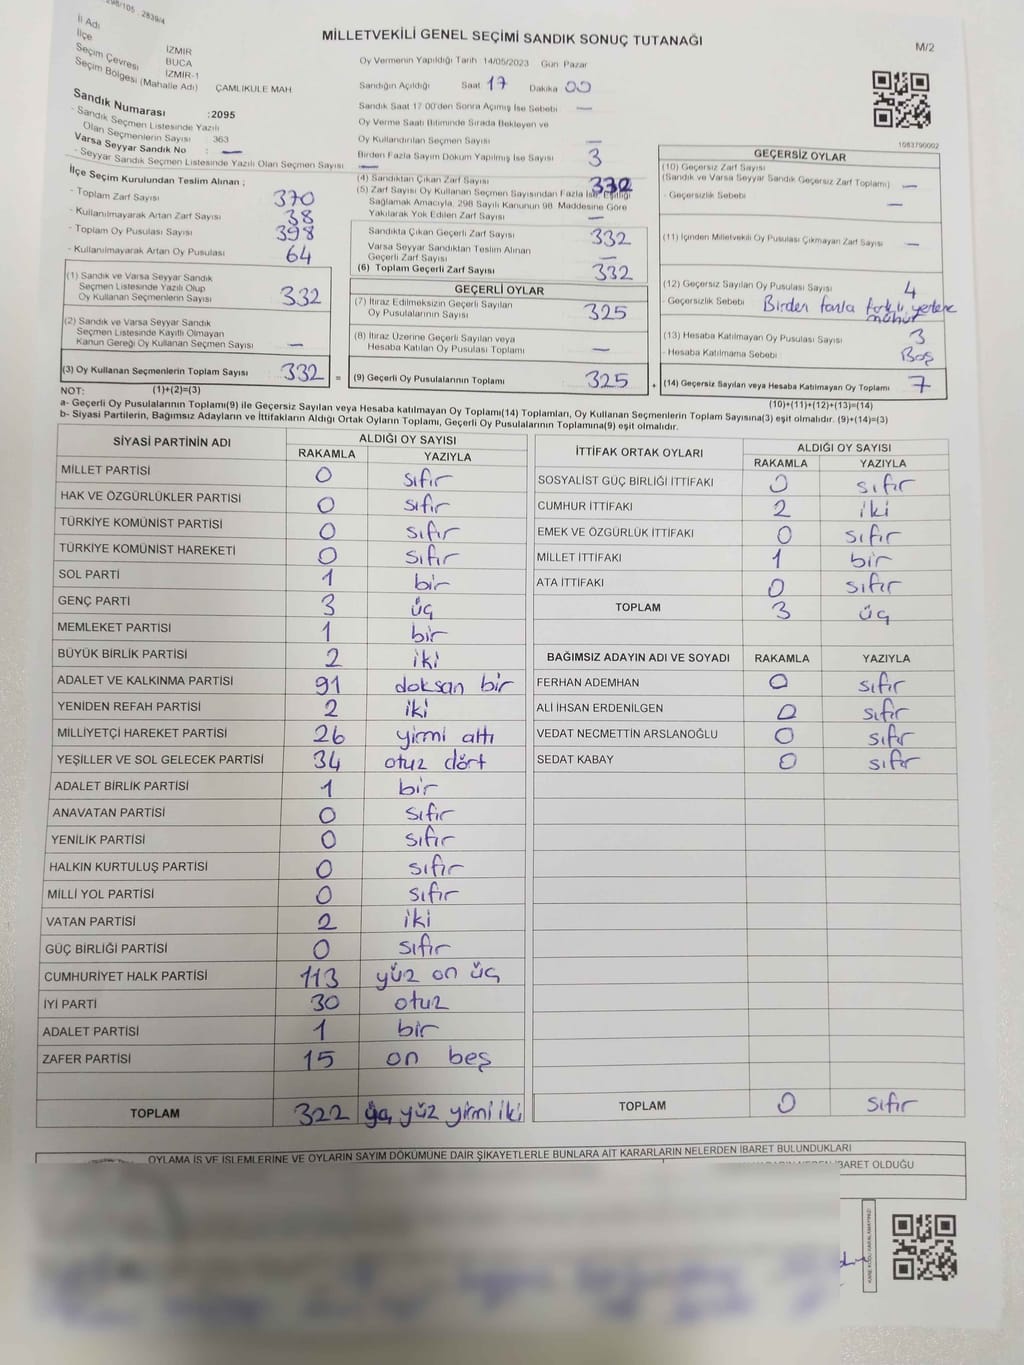 298/105 2839/4
İl Adı İZMİR
İlçe BUCA
Seçim Çevresi İZMİR-1
Seçim Bölgesi (Mahalle Adı) ÇAMLIKULE MAH
Sandık Numarası :2095
- Sandık Seçmen Listesinde Yazılı
Olan Seçmenlerin Sayısı 363
Varsa Seyyar Sandık No : —
- Seyyar Sandık Seçmen Listesinde Yazılı Olan Seçmen Sayısı —
İlçe Seçim Kurulundan Teslim Alınan ;
- Toplam Zarf Sayısı 370
- Kullanılmayarak Artan Zarf Sayısı 38
- Toplam Oy Pusulası Sayısı 398
- Kullanılmayarak Artan Oy Pusulası 64
(1) Sandık ve Varsa Seyyar Sandık
Seçmen Listesinde Yazılı Olup
Oy Kullanan Seçmenlerin Sayısı 332
(2) Sandık ve Varsa Seyyar Sandık
Seçmen Listesinde Kayıtlı Olmayan
Kanun Gereği Oy Kullanan Seçmen Sayısı —
(3) Oy Kullanan Seçmenlerin Toplam Sayısı 332 =
MİLLETVEKİLİ GENEL SEÇİMİ SANDIK SONUÇ TUTANAĞI
M/2
Oy Vermenin Yapıldığı Tarih 14/05/2023 Gün Pazar
Sandığın Açıldığı Saat 17 Dakika 00
Sandık Saat 17 00'den Sonra Açılmış İse Sebebi —
Oy Verme Saati Bitiminde Sırada Bekleyen ve
Oy Kullandırılan Seçmen Sayısı —
Birden Fazla Sayım Döküm Yapılmış İse Sayısı 3
(4) Sandıktan Çıkan Zarf Sayısı 332
(5) Zarf Sayısı Oy Kullanan Seçmen Sayısından Fazla İse, Eşitliği
Sağlamak Amacıyla, 298 Sayılı Kanunun 98. Maddesine Göre
Yakılarak Yok Edilen Zarf Sayısı —
Sandıkta Çıkan Geçerli Zarf Sayısı 332
Varsa Seyyar Sandıktan Teslim Alınan
Geçerli Zarf Sayısı —
(6) Toplam Geçerli Zarf Sayısı 332
GEÇERLİ OYLAR
(7) İtiraz Edilmeksizin Geçerli Sayılan
Oy Pusulalarının Sayısı 325
(8) İtiraz Üzerine Geçerli Sayılan veya
Hesaba Katılan Oy Pusulası Toplamı —
(9) Geçerli Oy Pusulalarının Toplamı 325 +
1083790002
GEÇERSİZ OYLAR
(10) Geçersiz Zarf Sayısı
(Sandık ve Varsa Seyyar Sandık Geçersiz Zarf Toplamı) —
- Geçersizlik Sebebi —
(11) İçinden Milletvekili Oy Pusulası Çıkmayan Zarf Sayısı —
(12) Geçersiz Sayılan Oy Pusulası Sayısı 4
- Geçersizlik Sebebi Birden fazla farklı yerlere
mühür
(13) Hesaba Katılmayan Oy Pusulası Sayısı 3
- Hesaba Katılmama Sebebi Boş
(14) Geçersiz Sayılan veya Hesaba Katılmayan Oy Toplamı 7
NOT: (1)+(2)=(3) (10)+(11)+(12)+(13)=(14)
a- Geçerli Oy Pusulalarının Toplamı(9) ile Geçersiz Sayılan veya Hesaba Katılmayan Oy Toplamı(14) Toplamları, Oy Kullanan Seçmenlerin Toplam Sayısına(3) eşit olmalıdır. (9)+(14)=(3)
b- Siyasi Partilerin, Bağımsız Adayların ve İttifakların Aldığı Ortak Oyların Toplamı, Geçerli Oy Pusulalarının Toplamına(9) eşit olmalıdır.
SİYASİ PARTİNİN ADI ALDIĞI OY SAYISI
RAKAMLA YAZIYLA
MİLLET PARTİSİ 0 sıfır
HAK VE ÖZGÜRLÜKLER PARTİSİ 0 sıfır
TÜRKİYE KOMÜNİST PARTİSİ 0 sıfır
TÜRKİYE KOMÜNİST HAREKETİ 0 sıfır
SOL PARTİ 1 bir
GENÇ PARTİ 3 üç
MEMLEKET PARTİSİ 1 bir
BÜYÜK BİRLİK PARTİSİ 2 iki
ADALET VE KALKINMA PARTİSİ 91 doksan bir
YENİDEN REFAH PARTİSİ 2 iki
MİLLİYETÇİ HAREKET PARTİSİ 26 yirmi altı
YEŞİLLER VE SOL GELECEK PARTİSİ 34 otuz dört
ADALET BİRLİK PARTİSİ 1 bir
ANAVATAN PARTİSİ 0 sıfır
YENİLİK PARTİSİ 0 sıfır
HALKIN KURTULUŞ PARTİSİ 0 sıfır
MİLLİ YOL PARTİSİ 0 sıfır
VATAN PARTİSİ 2 iki
GÜÇ BİRLİĞİ PARTİSİ 0 sıfır
CUMHURİYET HALK PARTİSİ 113 yüz on üç
İYİ PARTİ 30 otuz
ADALET PARTİSİ 1 bir
ZAFER PARTİSİ 15 on beş
TOPLAM 322 üç yüz yirmi iki
İTTİFAK ORTAK OYLARI ALDIĞI OY SAYISI
RAKAMLA YAZIYLA
SOSYALİST GÜÇ BİRLİĞİ İTTİFAKI 0 sıfır
CUMHUR İTTİFAKI 2 iki
EMEK VE ÖZGÜRLÜK İTTİFAKI 0 sıfır
MİLLET İTTİFAKI 1 bir
ATA İTTİFAKI 0 sıfır
TOPLAM 3 üç
BAĞIMSIZ ADAYIN ADI VE SOYADI RAKAMLA YAZIYLA
FERHAN ADEMHAN 0 sıfır
ALİ İHSAN ERDENİLGEN 0 sıfır
VEDAT NECMETTİN ARSLANOĞLU 0 sıfır
SEDAT KABAY 0 sıfır
TOPLAM 0 sıfır
OYLAMA İŞ VE İŞLEMLERİNE VE OYLARIN SAYIM DÖKÜMÜNE DAİR ŞİKAYETLERLE BUNLARA AİT KARARLARIN NELERDEN İBARET BULUNDUKLARI
İBARET OLDUĞU